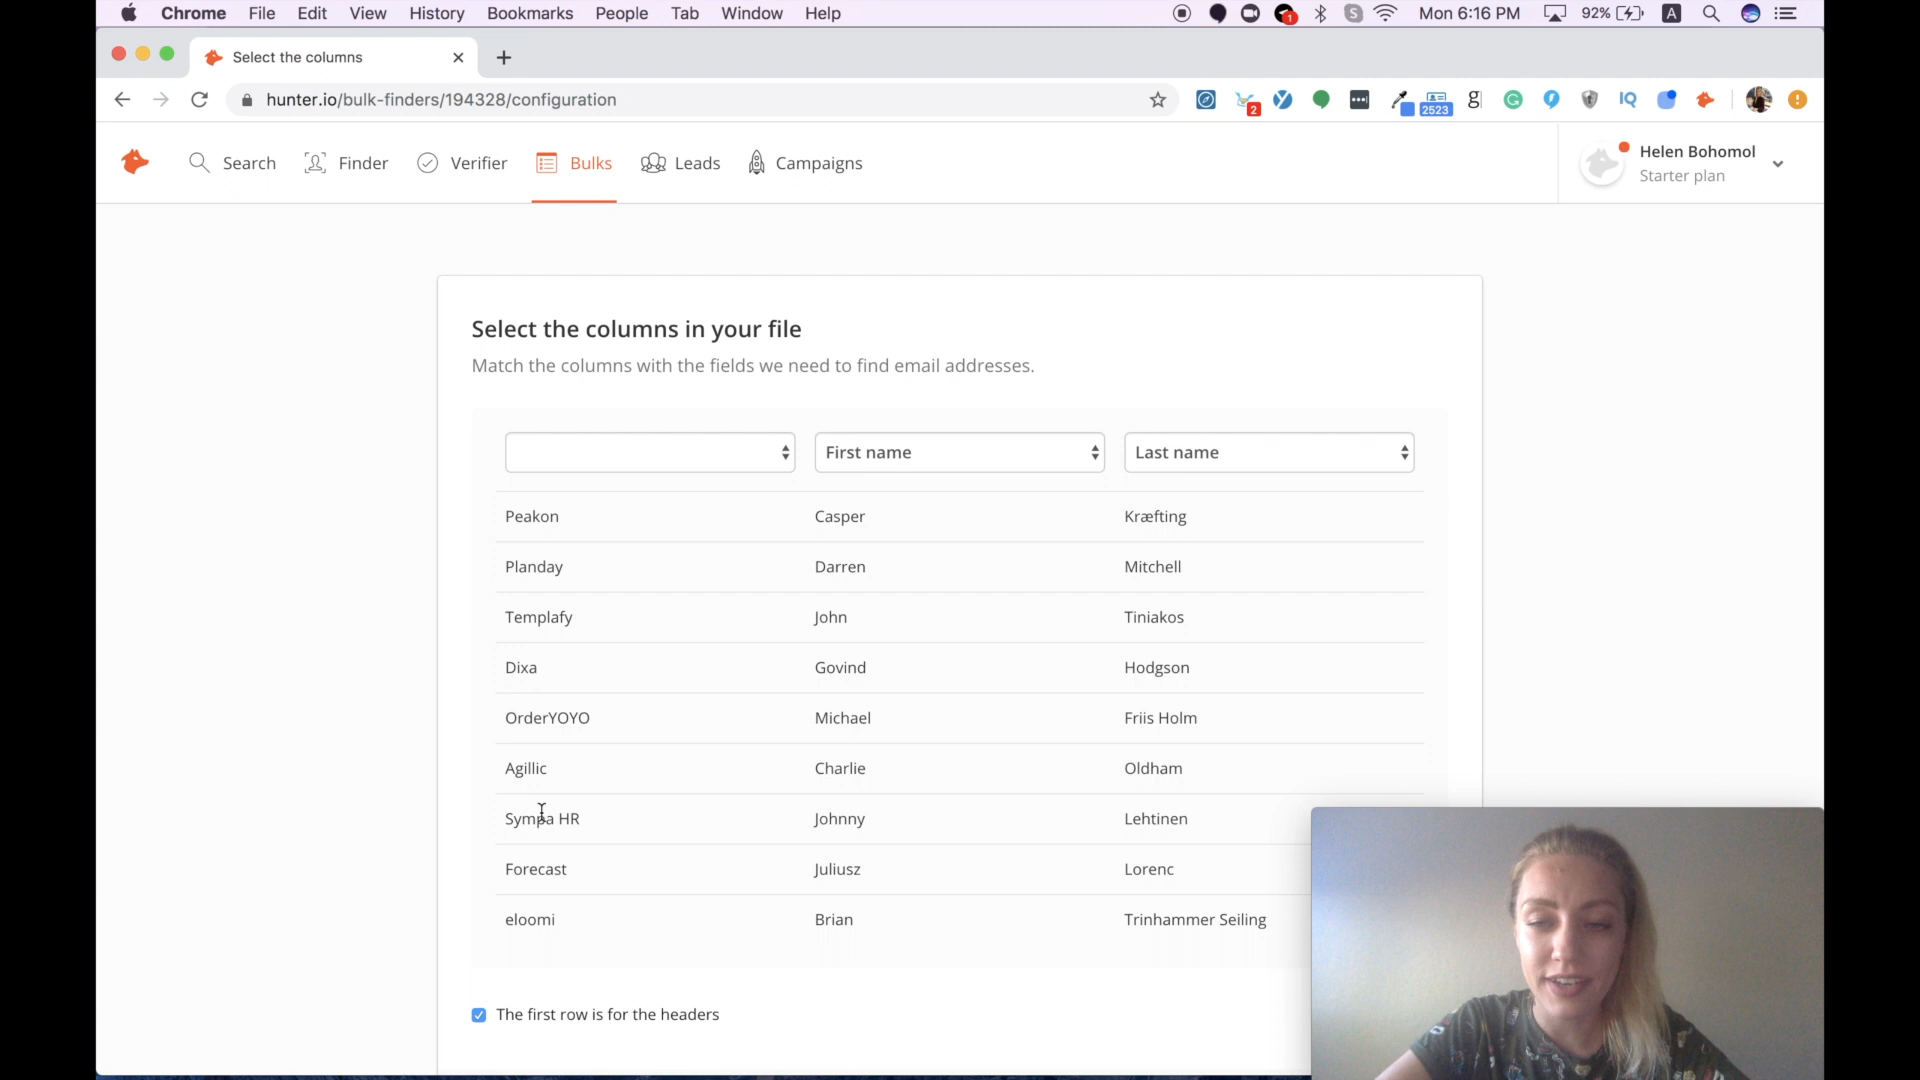 Chrome File Edit View History Bookmarks People Tab Window Help 1 S Mon 6:16 PM 92% A
Select the columns
hunter.io/bulk-finders/194328/configuration 2 2523 g G IQ
Search Finder Verifier Bulks Leads Campaigns
Helen Bohomol
Starter plan
Select the columns in your file
Match the columns with the fields we need to find email addresses.
First name Last name
Peakon Casper Kræfting
Planday Darren Mitchell
Templafy John Tiniakos
Dixa Govind Hodgson
OrderYOYO Michael Friis Holm
Agillic Charlie Oldham
Sympa HR Johnny Lehtinen
Forecast Juliusz Lorenc
eloomi Brian Trinhammer Seiling
The first row is for the headers